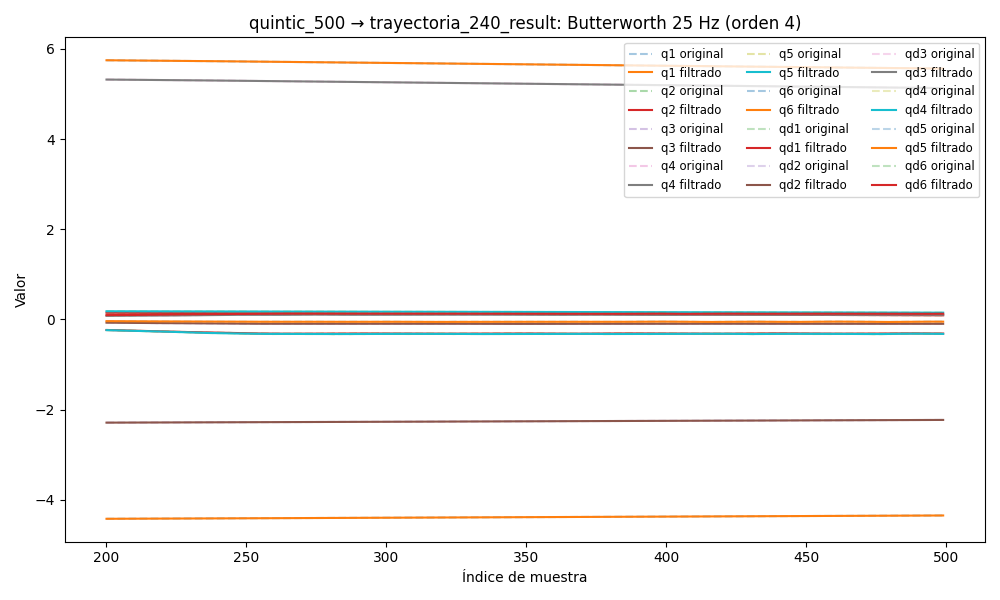 quintic_500 → trayectoria_240_result: Butterworth 25 Hz (orden 4)
q1 original
q1 filtrado
q2 original
q2 filtrado
q3 original
q3 filtrado
q4 original
q4 filtrado
q5 original
q5 filtrado
q6 original
q6 filtrado
qd1 original
qd1 filtrado
qd2 original
qd2 filtrado
qd3 original
qd3 filtrado
qd4 original
qd4 filtrado
qd5 original
qd5 filtrado
qd6 original
qd6 filtrado
Valor
6
4
2
0
−2
−4
200
250
300
350
400
450
500
Índice de muestra